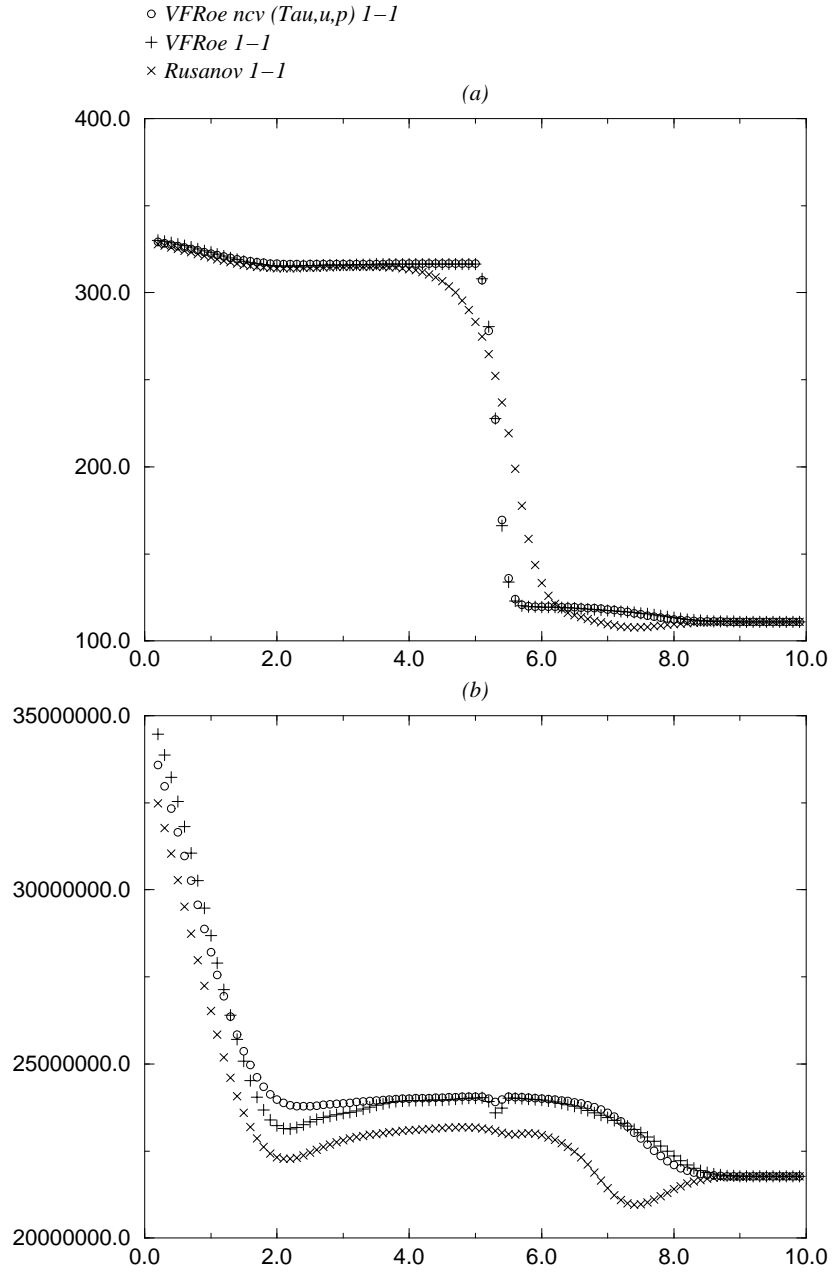 VFRoe ncv (Tau,u,p) 1−1
VFRoe 1−1
Rusanov 1−1
(a)
400.0
300.0
200.0
100.0
0.0 2.0 4.0 6.0 8.0 10.0
(b)
35000000.0
30000000.0
25000000.0
20000000.0
0.0 2.0 4.0 6.0 8.0 10.0